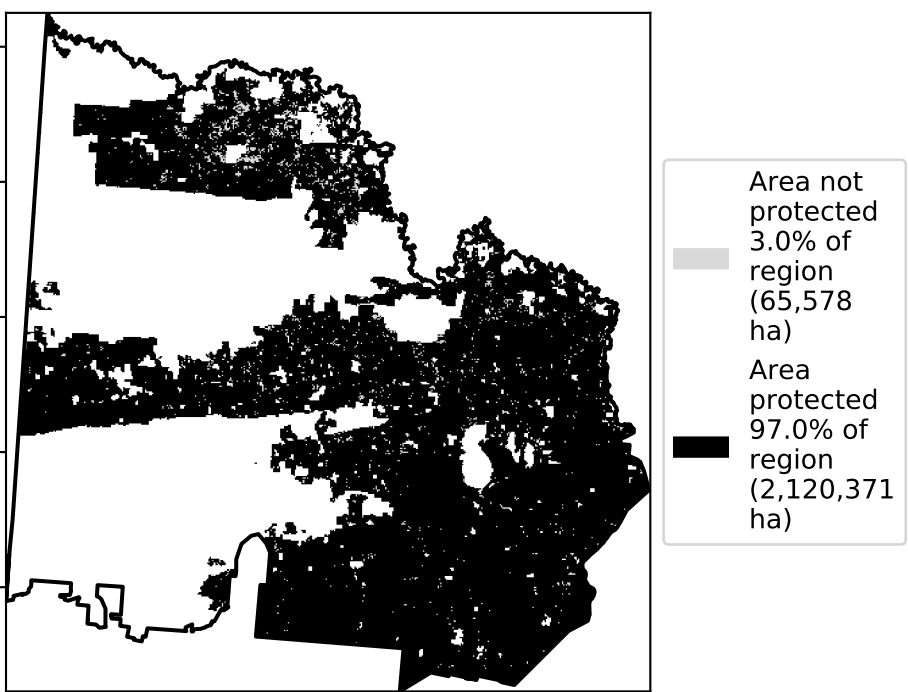 Area not
protected
3.0% of
region
(65,578
ha)
Area
protected
97.0% of
region
(2,120,371
ha)